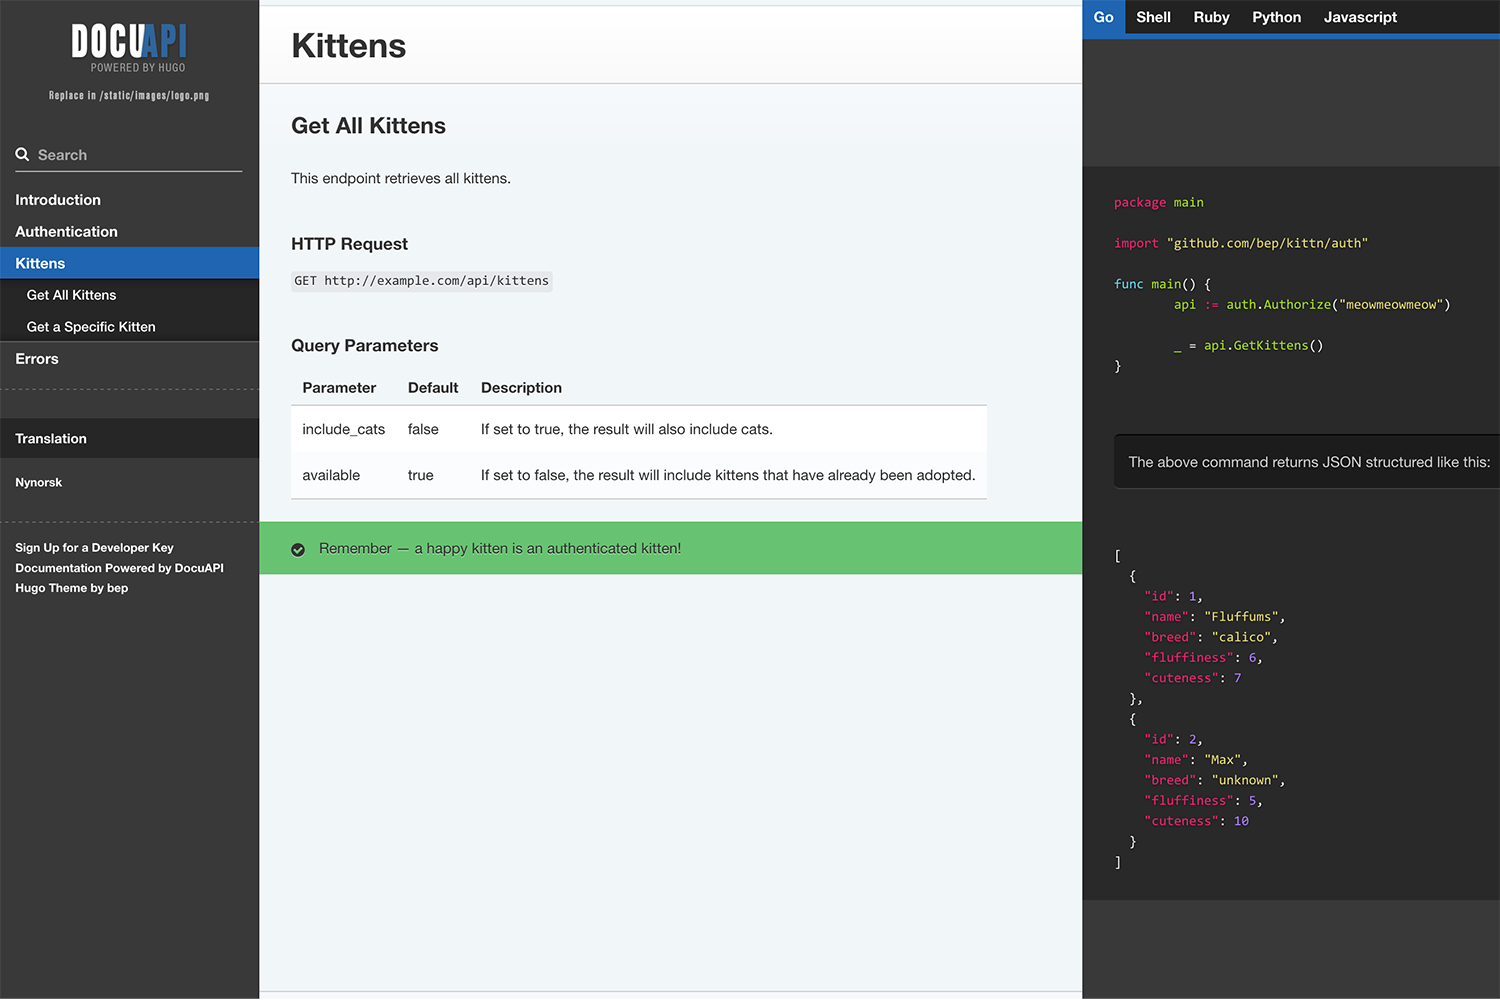 DOCUAPI
POWERED BY HUGO
Replace in /static/images/logo.png
Search
Introduction
Authentication
Kittens
Get All Kittens
Get a Specific Kitten
Errors
Translation
Nynorsk
Sign Up for a Developer Key
Documentation Powered by DocuAPI
Hugo Theme by bep
Kittens
Get All Kittens
This endpoint retrieves all kittens.
HTTP Request
GET http://example.com/api/kittens
Query Parameters
Parameter Default Description
include_cats false If set to true, the result will also include cats.
available true If set to false, the result will include kittens that have already been adopted.
Remember — a happy kitten is an authenticated kitten!
Go Shell Ruby Python Javascript
package main
import "github.com/bep/kittn/auth"
func main() {
api := auth.Authorize("meowmeowmeow")
_ = api.GetKittens()
}
The above command returns JSON structured like this:
[
{
"id": 1,
"name": "Fluffums",
"breed": "calico",
"fluffiness": 6,
"cuteness": 7
},
{
"id": 2,
"name": "Max",
"breed": "unknown",
"fluffiness": 5,
"cuteness": 10
}
]